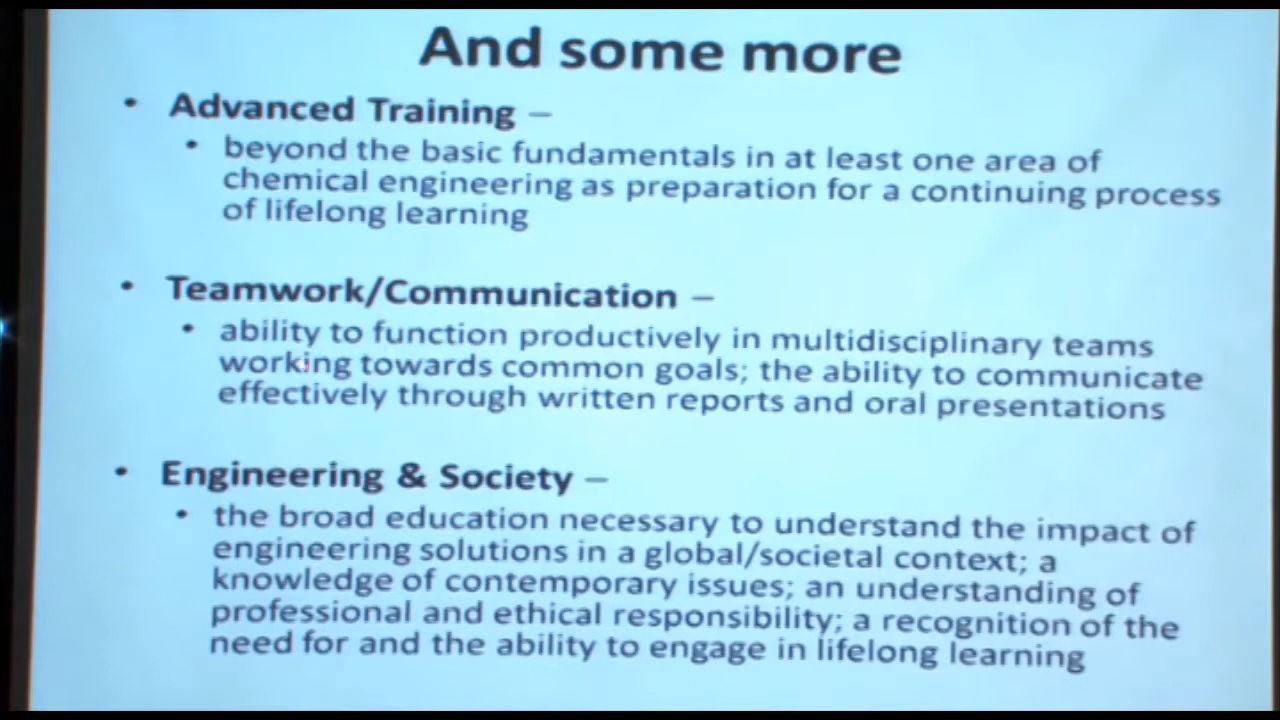 And some more
• Advanced Training –
• beyond the basic fundamentals in at least one area of
chemical engineering as preparation for a continuing process
of lifelong learning
• Teamwork/Communication –
• ability to function productively in multidisciplinary teams
working towards common goals; the ability to communicate
effectively through written reports and oral presentations
• Engineering & Society –
• the broad education necessary to understand the impact of
engineering solutions in a global/societal context; a
knowledge of contemporary issues; an understanding of
professional and ethical responsibility; a recognition of the
need for and the ability to engage in lifelong learning